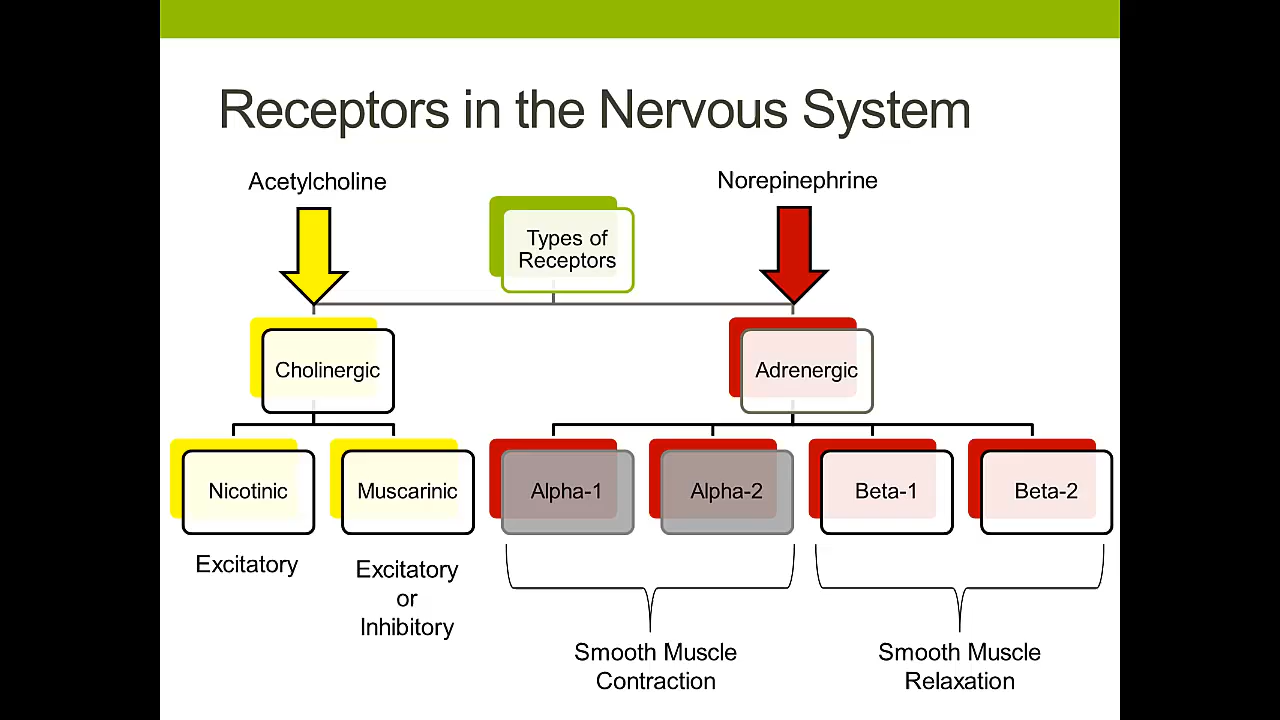 Receptors in the Nervous System
Acetylcholine
Norepinephrine
Types of
Receptors
Cholinergic
Adrenergic
Nicotinic
Muscarinic
Alpha-1
Alpha-2
Beta-1
Beta-2
Excitatory
Excitatory
or
Inhibitory
Smooth Muscle
Contraction
Smooth Muscle
Relaxation